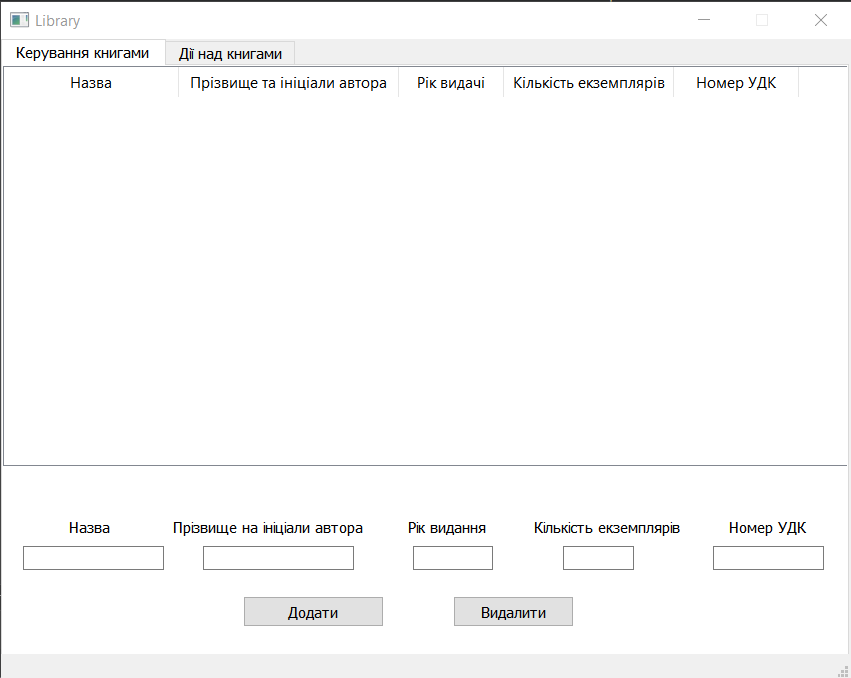 Library
Керування книгами Дії над книгами
Назва Прізвище та ініціали автора Рік видачі Кількість екземплярів Номер УДК
Назва Прізвище на ініціали автора Рік видання Кількість екземплярів Номер УДК
Додати Видалити